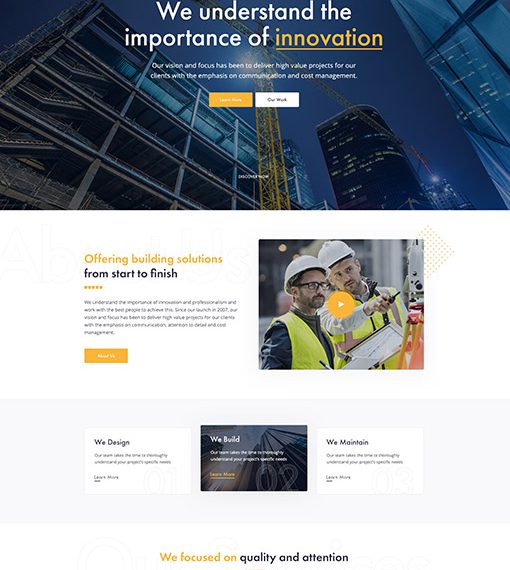 We understand the
importance of innovation
Our vision and focus has been to deliver high value projects for our
clients with the emphasis on communication and cost management.
Learn More
Our Work
DISCOVER NOW
About Us
Offering building solutions
from start to finish
We understand the importance of innovation and professionalism and
work with the best people to achieve this. Since our launch in 2007, our
vision and focus has been to deliver high value projects for our clients
with the emphasis on communication, attention to detail and cost
management.
About Us
We Design
Our team takes the time to thoroughly
understand your project's specific needs
Learn More
01
We Build
Our team takes the time to thoroughly
understand your project's specific needs
Learn More
02
We Maintain
Our team takes the time to thoroughly
understand your project's specific needs
Learn More
03
We focused on quality and attention